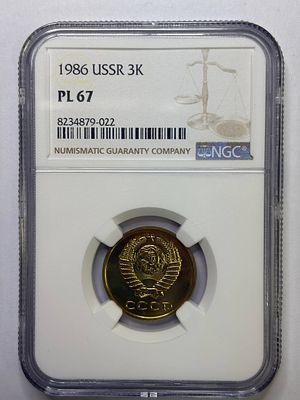 1986 USSR 3K
PL 67
8234879-022
NUMISMATIC GUARANTY COMPANY
NGC
СССР